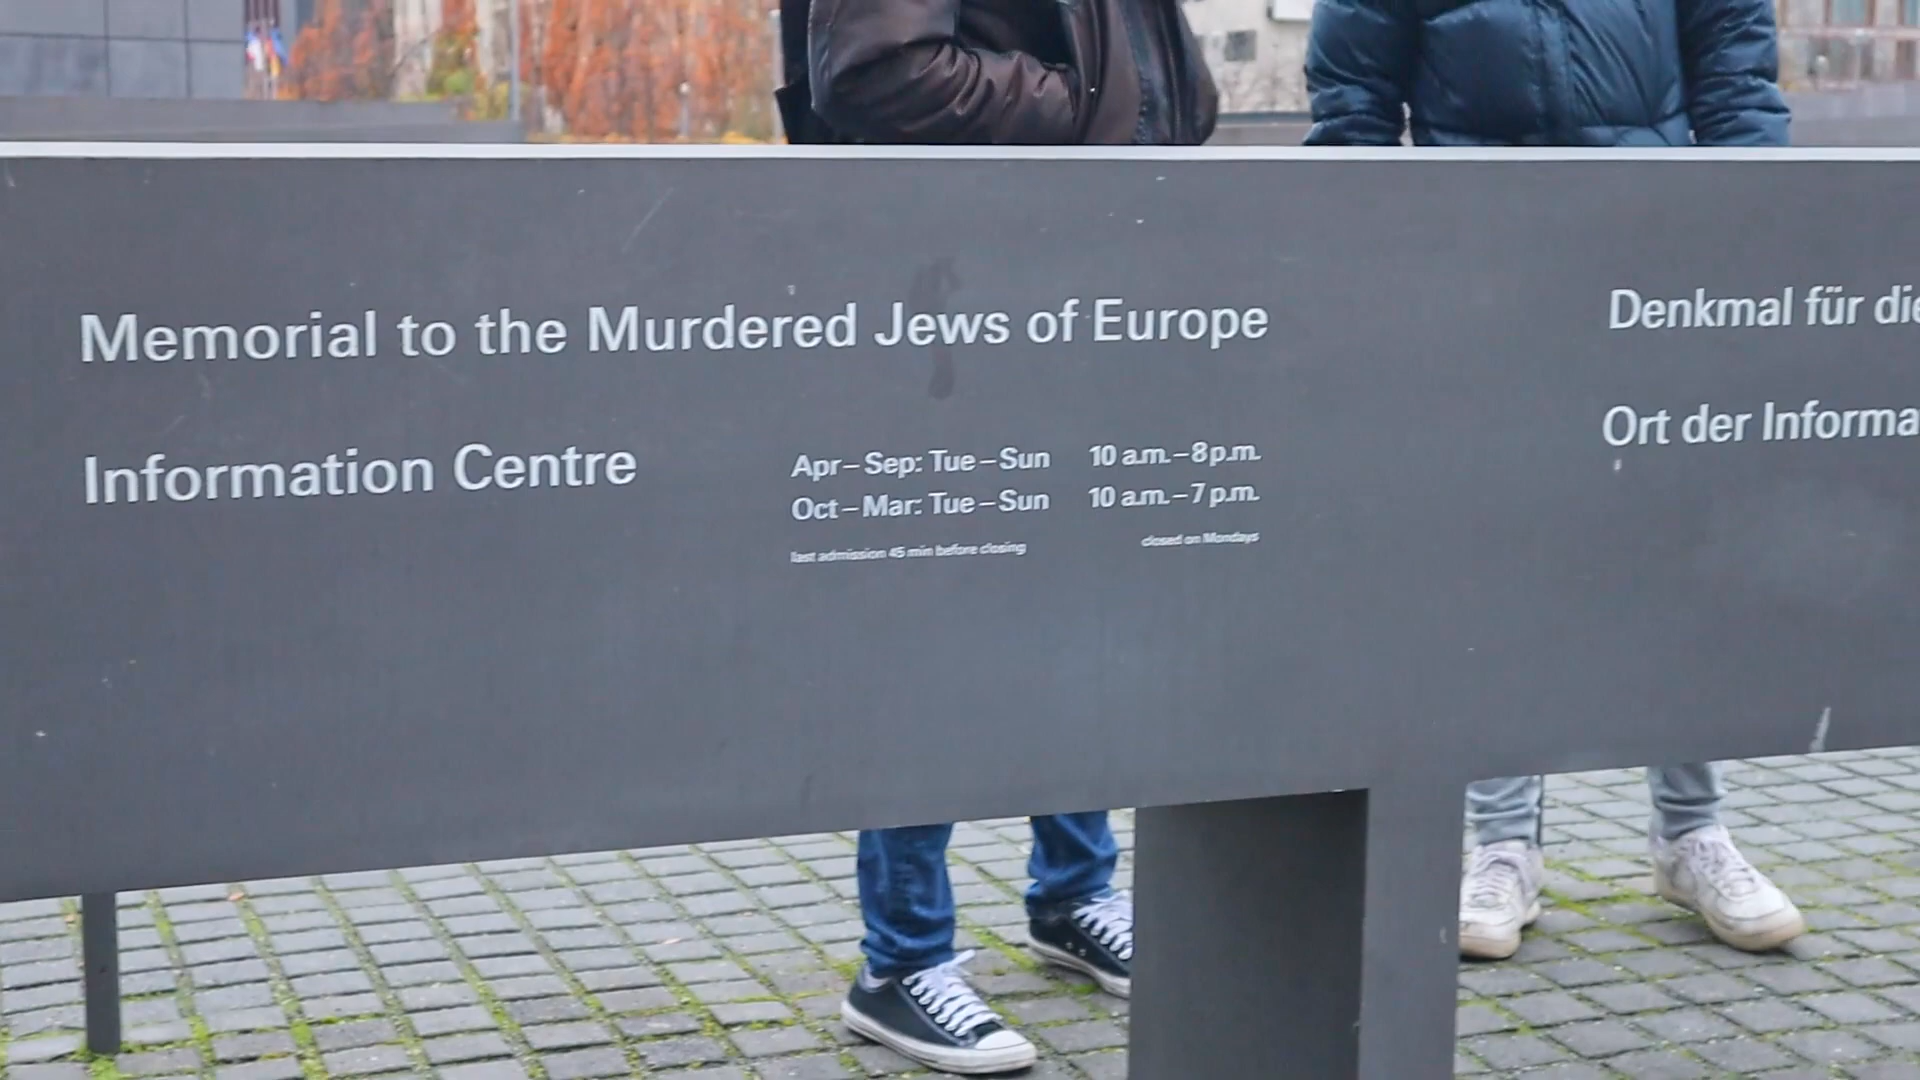 Memorial to the Murdered Jews of Europe
Information Centre
Apr – Sep: Tue – Sun 10 a.m. – 8 p.m.
Oct – Mar: Tue – Sun 10 a.m. – 7 p.m.
last admission 45 min before closing closed on Mondays
Denkmal für die
Ort der Informa